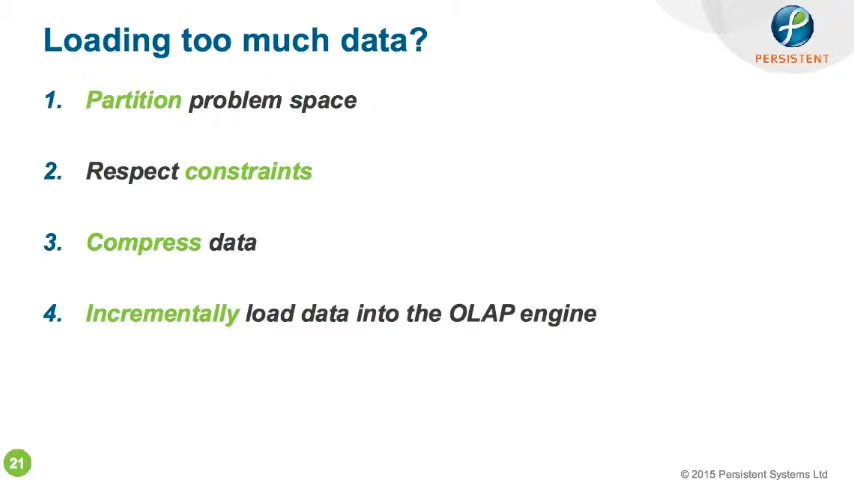 Loading too much data?
PERSISTENT
1. Partition problem space
2. Respect constraints
3. Compress data
4. Incrementally load data into the OLAP engine
21
© 2015 Persistent Systems Ltd